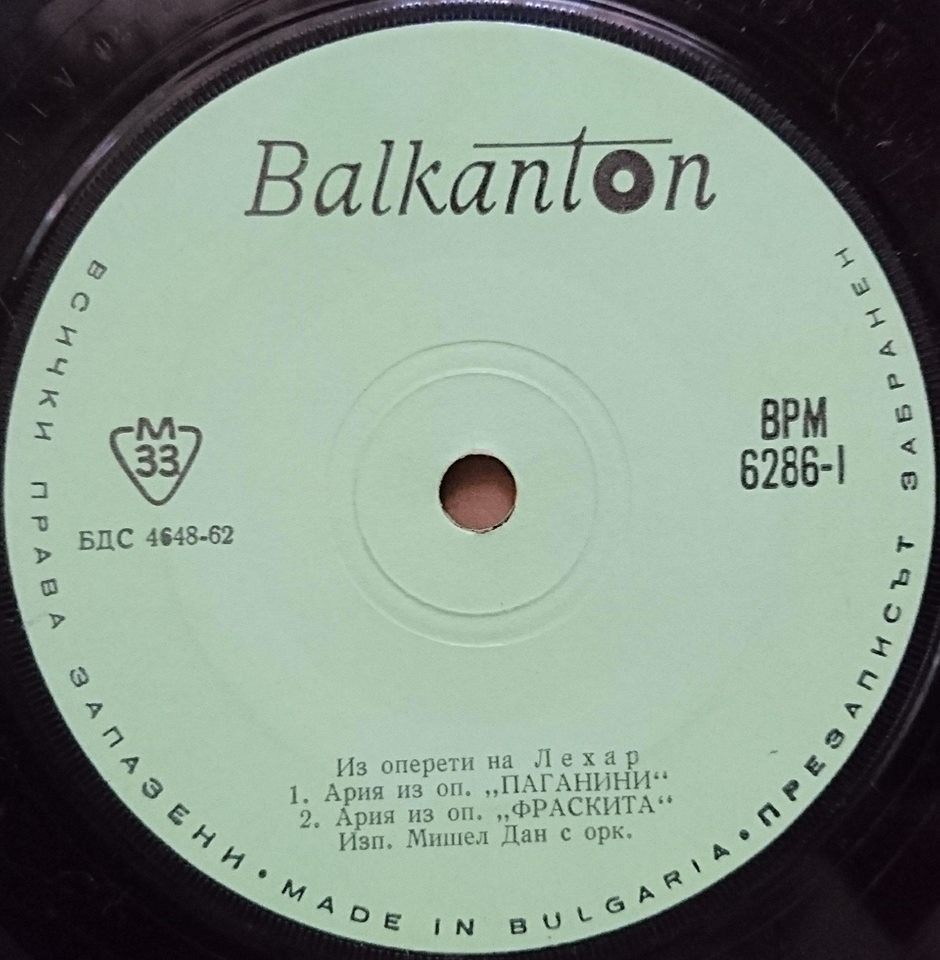 Balkanton
ВСИЧКИ ПРАВА ЗАПАЗЕНИ • MADE IN BULGARIA • ПРЕЗАПИСЪТ ЗАБРАНЕН
М
33
БДС 4648-62
ВРМ
6286-I
Из оперети на Лехар
1. Ария из оп. „ПАГАНИНИ“
2. Ария из оп. „ФРАСКИТА“
Изп. Мишел Дан с орк.